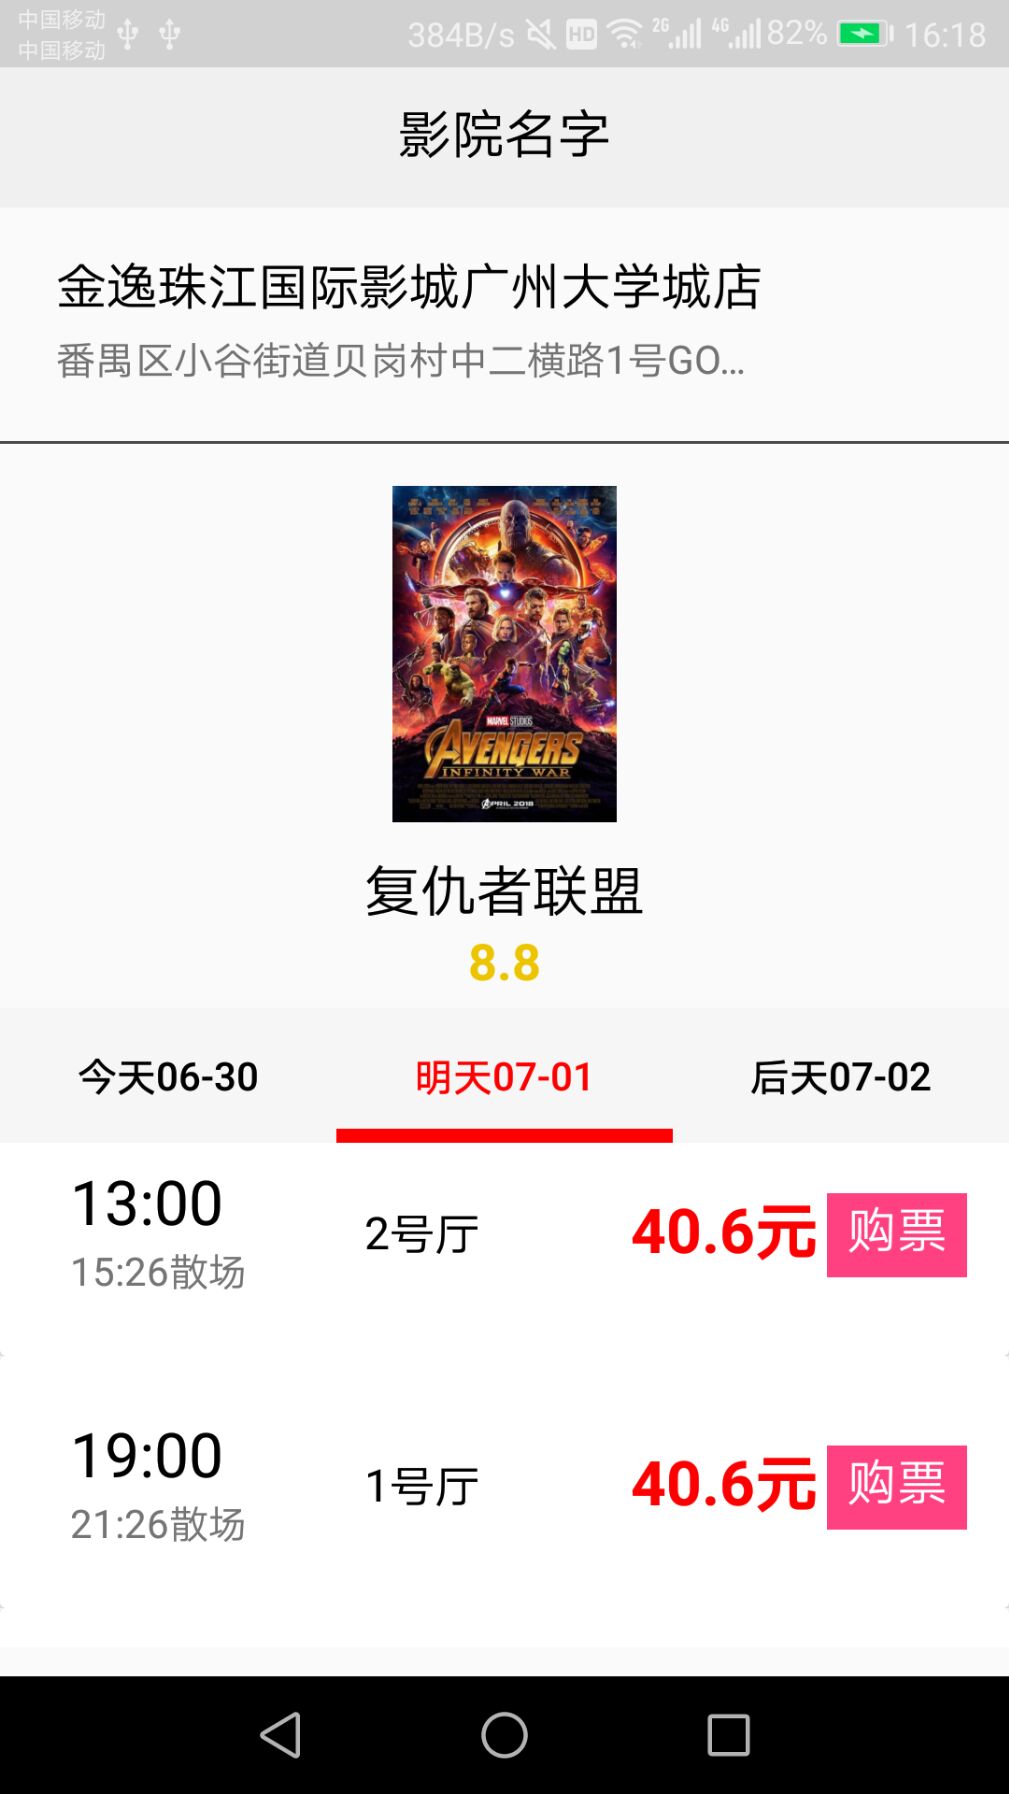 中国移动
中国移动
384B/s HD 2G 4G 82% 16:18
影院名字
金逸珠江国际影城广州大学城店
番禺区小谷街道贝岗村中二横路1号GO...
MARVEL STUDIOS
AVENGERS
INFINITY WAR
APRIL 2018
复仇者联盟
8.8
今天06-30 明天07-01 后天07-02
13:00
15:26散场
2号厅
40.6元
购票
19:00
21:26散场
1号厅
40.6元
购票